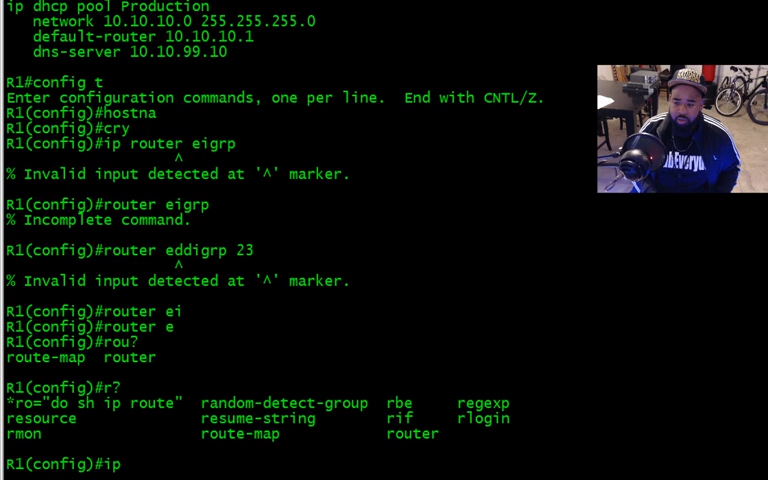 ip dhcp pool Production
network 10.10.10.0 255.255.255.0
default-router 10.10.10.1
dns-server 10.10.99.10
R1#config t
Enter configuration commands, one per line.  End with CNTL/Z.
R1(config)#hostna
R1(config)#cry
R1(config)#ip router eigrp
^
% Invalid input detected at '^' marker.
R1(config)#router eigrp
% Incomplete command.
R1(config)#router eddigrp 23
^
% Invalid input detected at '^' marker.
R1(config)#router ei
R1(config)#router e
R1(config)#rou?
route-map  router
R1(config)#r?
*ro="do sh ip route"  random-detect-group  rbe  regexp
resource  resume-string  rif  rlogin
rmon  route-map  router
R1(config)#ip